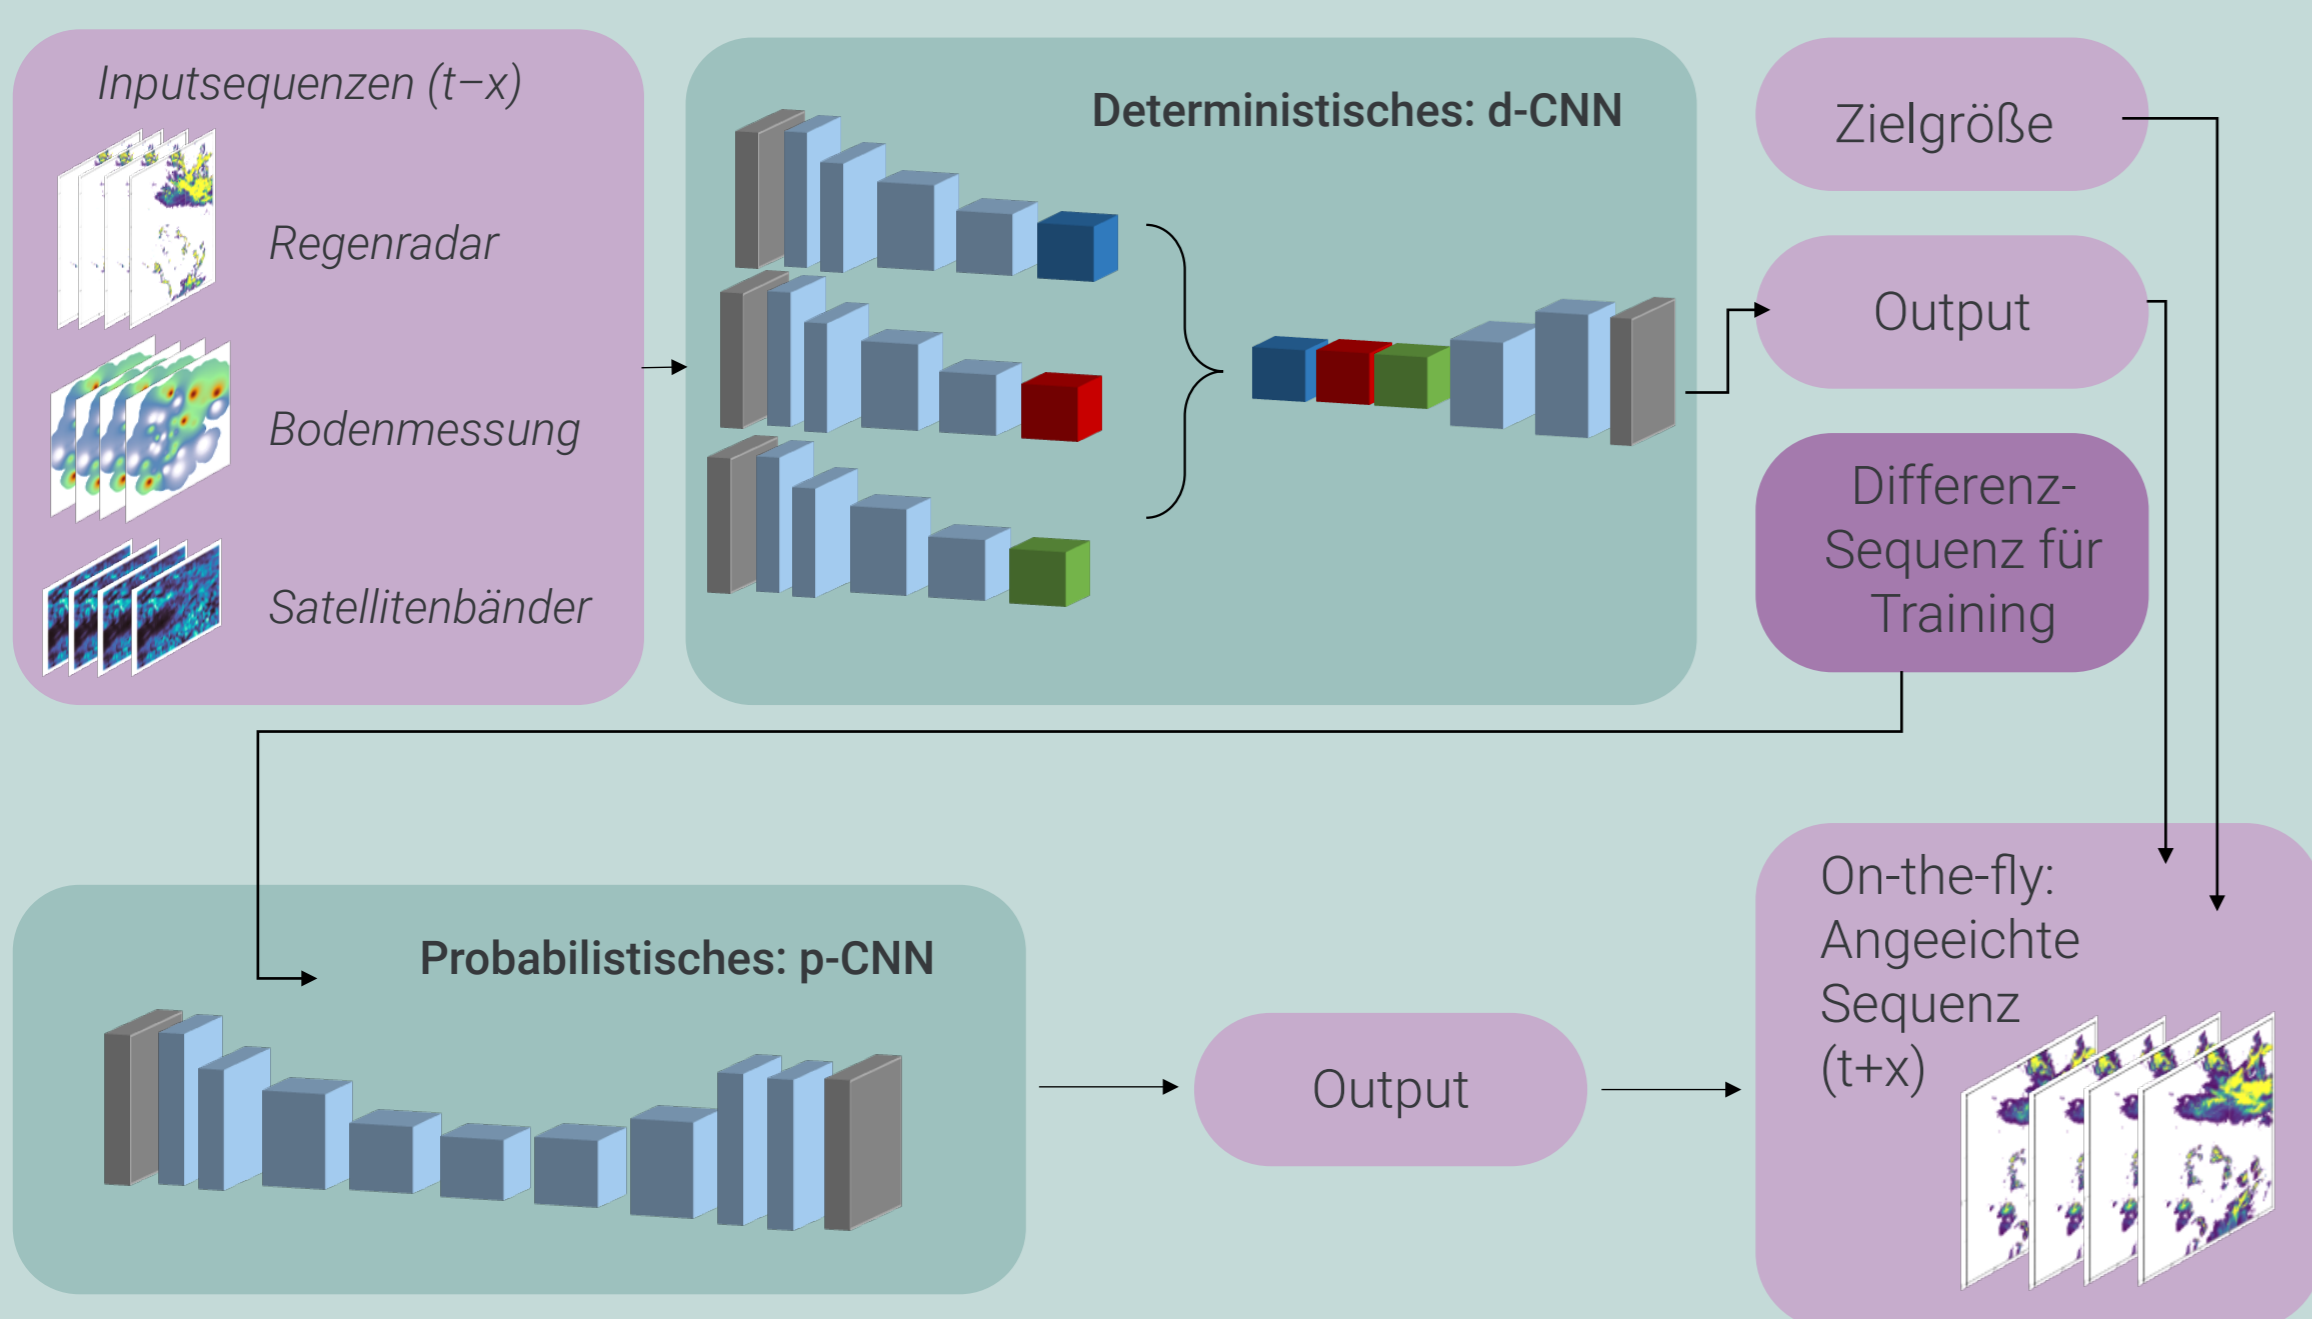 Inputsequenzen (t–x)
Regenradar
Bodenmessung
Satellitenbänder
Deterministisches: d-CNN
Zielgröße
Output
Differenz-
Sequenz für
Training
Probabilistisches: p-CNN
Output
On-the-fly:
Angeeichte
Sequenz
(t+x)